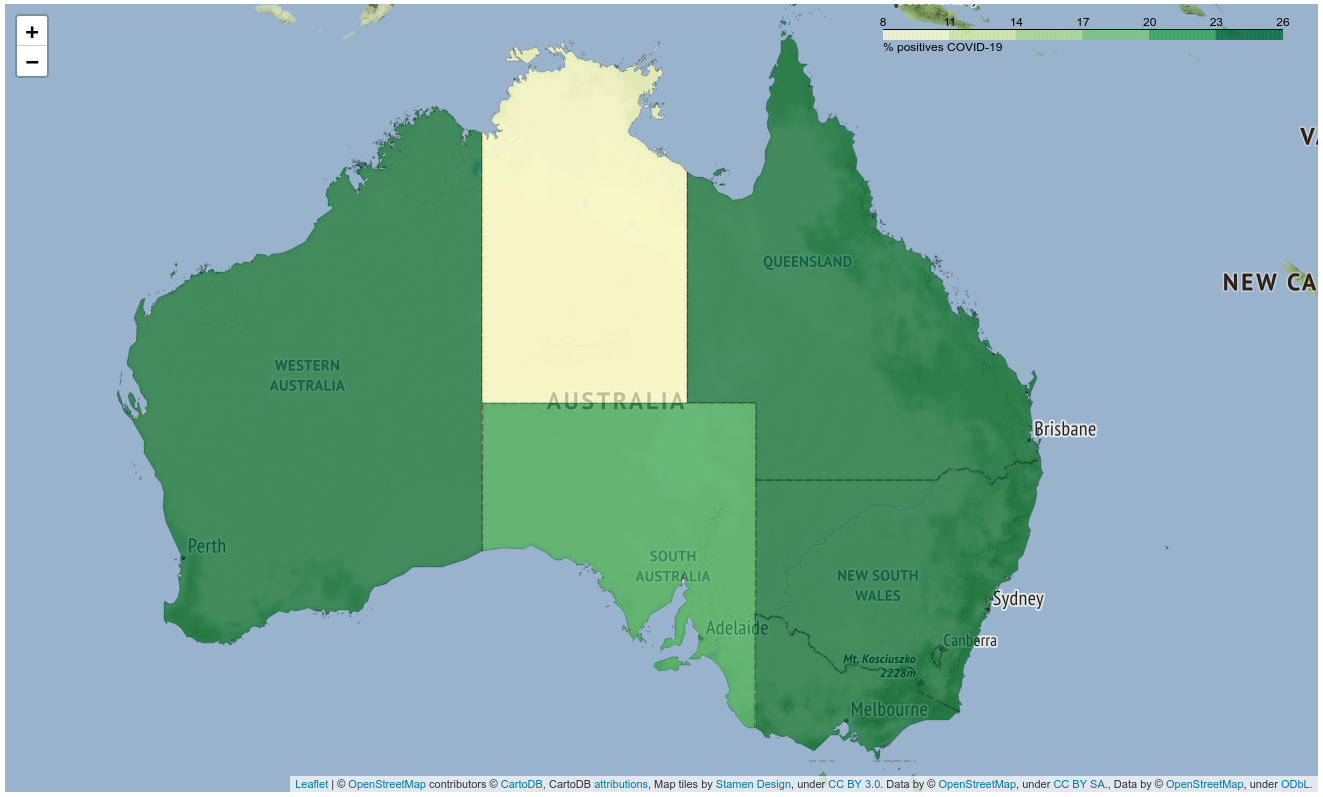 +
−
8 11 14 17 20 23 26
% positives COVID-19
NEW CA
QUEENSLAND
WESTERN
AUSTRALIA
AUSTRALIA
Brisbane
Perth
SOUTH
AUSTRALIA
NEW SOUTH
WALES
Sydney
Adelaide
Canberra
Mt. Kosciuszko
2228m
Melbourne
Leaflet | © OpenStreetMap contributors © CartoDB, CartoDB attributions, Map tiles by Stamen Design, under CC BY 3.0. Data by © OpenStreetMap, under CC BY SA., Data by © OpenStreetMap, under ODbL.